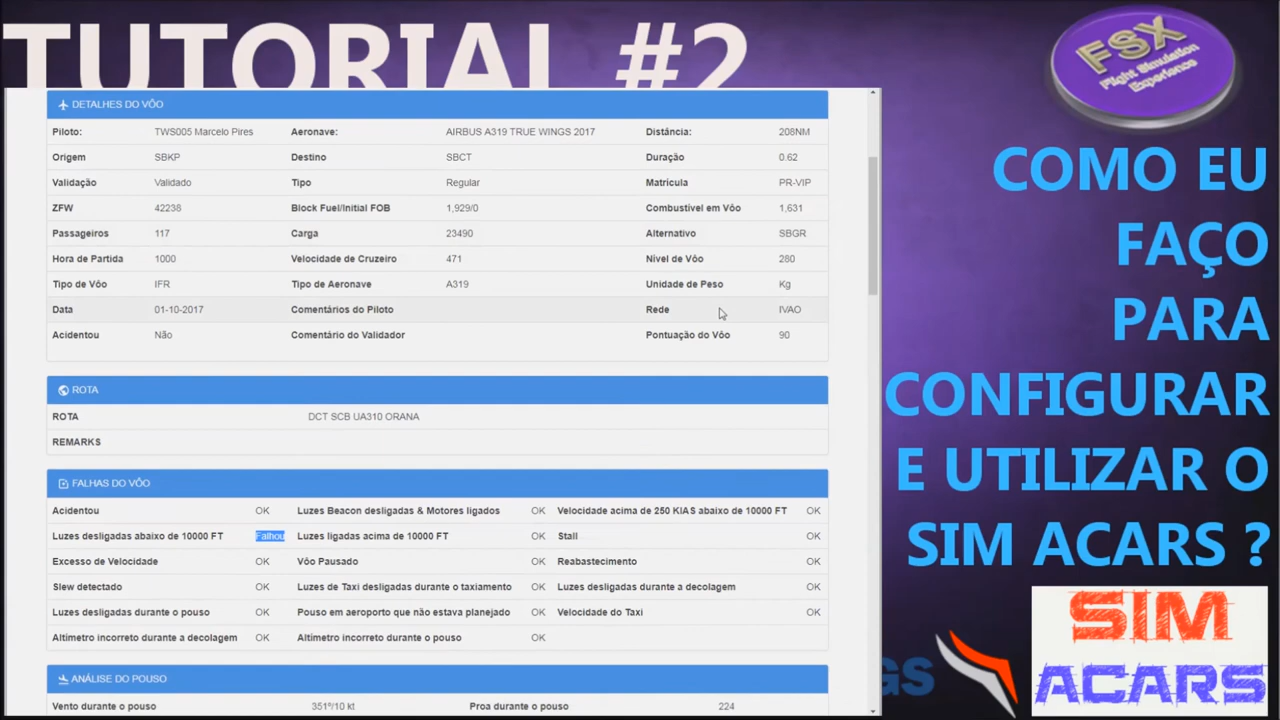 TUTORIAL #2
FSX
Flight Simulation
Experience
DETALHES DO VÔO
Piloto: TWS005 Marcelo Pires Aeronave: AIRBUS A319 TRUE WINGS 2017 Distância: 208NM
Origem SBKP Destino SBCT Duração 0.62
Validação Validado Tipo Regular Matrícula PR-VIP
ZFW 42238 Block Fuel/Initial FOB 1,929/0 Combustível em Vôo 1,631
Passageiros 117 Carga 23490 Alternativo SBGR
Hora de Partida 1000 Velocidade de Cruzeiro 471 Nível de Vôo 280
Tipo de Vôo IFR Tipo de Aeronave A319 Unidade de Peso Kg
Data 01-10-2017 Comentários do Piloto Rede IVAO
Acidentou Não Comentário do Validador Pontuação do Vôo 90
ROTA
ROTA DCT SCB UA310 ORANA
REMARKS
FALHAS DO VÔO
Acidentou OK Luzes Beacon desligadas & Motores ligados OK Velocidade acima de 250 KIAS abaixo de 10000 FT OK
Luzes desligadas abaixo de 10000 FT Falhou Luzes ligadas acima de 10000 FT OK Stall OK
Excesso de Velocidade OK Vôo Pausado OK Reabastecimento OK
Slew detectado OK Luzes de Taxi desligadas durante o taxiamento OK Luzes desligadas durante a decolagem OK
Luzes desligadas durante o pouso OK Pouso em aeroporto que não estava planejado OK Velocidade do Taxi OK
Altímetro incorreto durante a decolagem OK Altímetro incorreto durante o pouso OK
ANÁLISE DO POUSO
Vento durante o pouso 351º/10 kt Proa durante o pouso 224
COMO EU
FAÇO
PARA
CONFIGURAR
E UTILIZAR O
SIM ACARS ?
GS
SIM
ACARS